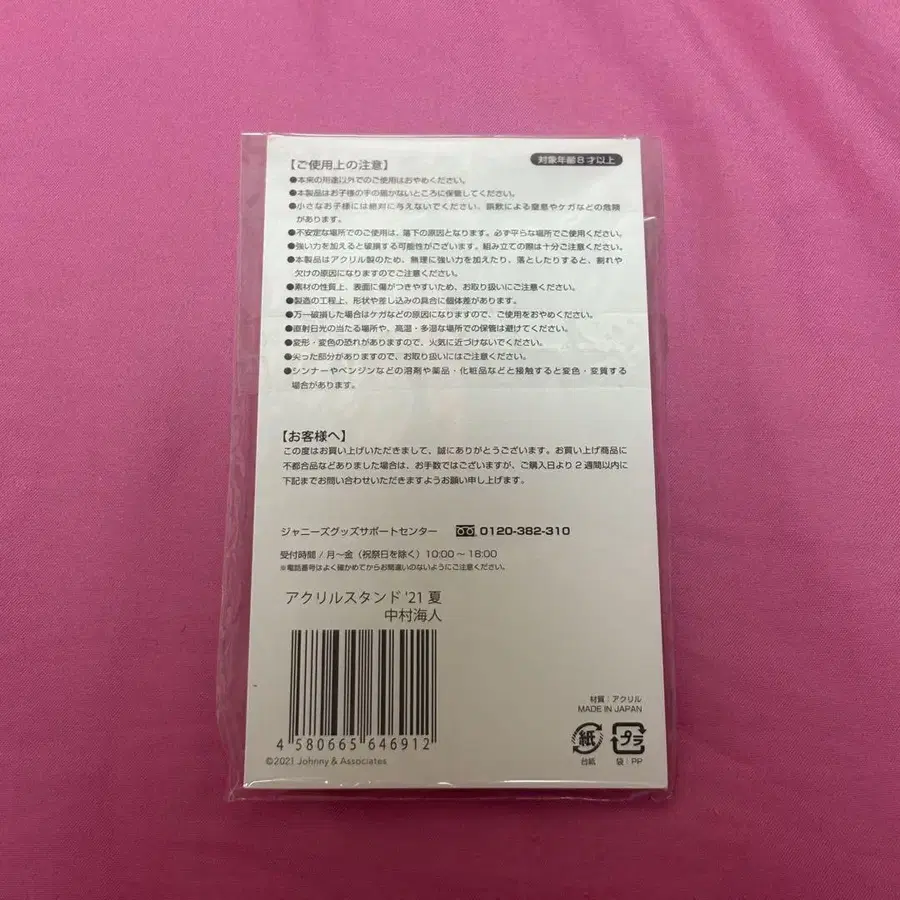 【ご使用上の注意】
対象年齢8才以上
●本来の用途以外でのご使用はおやめください。
●本製品はお子様の手の届かないところに保管してください。
●小さなお子様には絶対に与えないでください。誤飲による窒息やケガなどの危険
があります。
●不安定な場所でのご使用は、落下の原因となります。必ず平らな場所でご使用ください。
●強い力を加えると破損する可能性がございます。組み立ての際は十分ご注意ください。
●本製品はアクリル製のため、無理に強い力を加えたり、落としたりすると、割れや
欠けの原因になりますのでご注意ください。
●素材の性質上、表面に傷がつきやすいため、お取り扱いにご注意ください。
●製造の工程上、形状や差し込みの具合に個体差があります。
●万一破損した場合はケガなどの原因になりますので、ご使用をおやめください。
●直射日光の当たる場所や、高温・多湿な場所での保管は避けてください。
●変形・変色の恐れがありますので、火気に近づけないでください。
●尖った部分がありますので、お取り扱いにはご注意ください。
●シンナーやベンジンなどの溶剤や薬品・化粧品などと接触すると変色・変質する
場合があります。
【お客様へ】
この度はお買い上げいただきまして、誠にありがとうございます。お買い上げ商品に
不都合品などありました場合は、お手数ではございますが、ご購入日より2週間以内に
下記までお問い合わせいただきますようお願い申し上げます。
ジャニーズグッズサポートセンター 0120-382-310
受付時間/月〜金(祝祭日を除く)10:00〜18:00
※電話番号はよく確かめてからお間違いのないようにご注意ください。
アクリルスタンド '21 夏
中村海人
4 580665 646912
©2021 Johnny & Associates
材質:アクリル
MADE IN JAPAN
紙 プラ
台紙 袋:PP